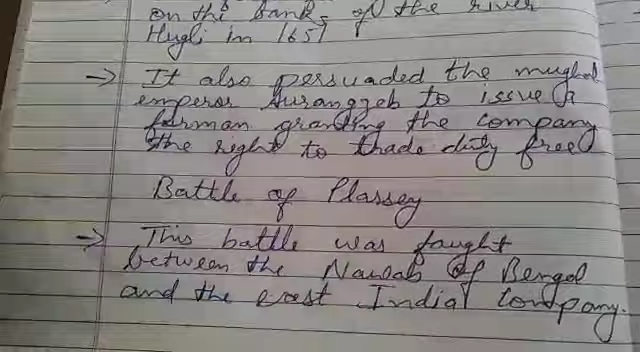 on the banks of the river
Hugli in 1651
→ It also persuaded the mughal
emperor Aurangzeb to issue a
farman granting the company
the right to trade duty free
Battle of Plassey
→ This battle was faught
between the Nawab of Bengal
and the east Indial Company.